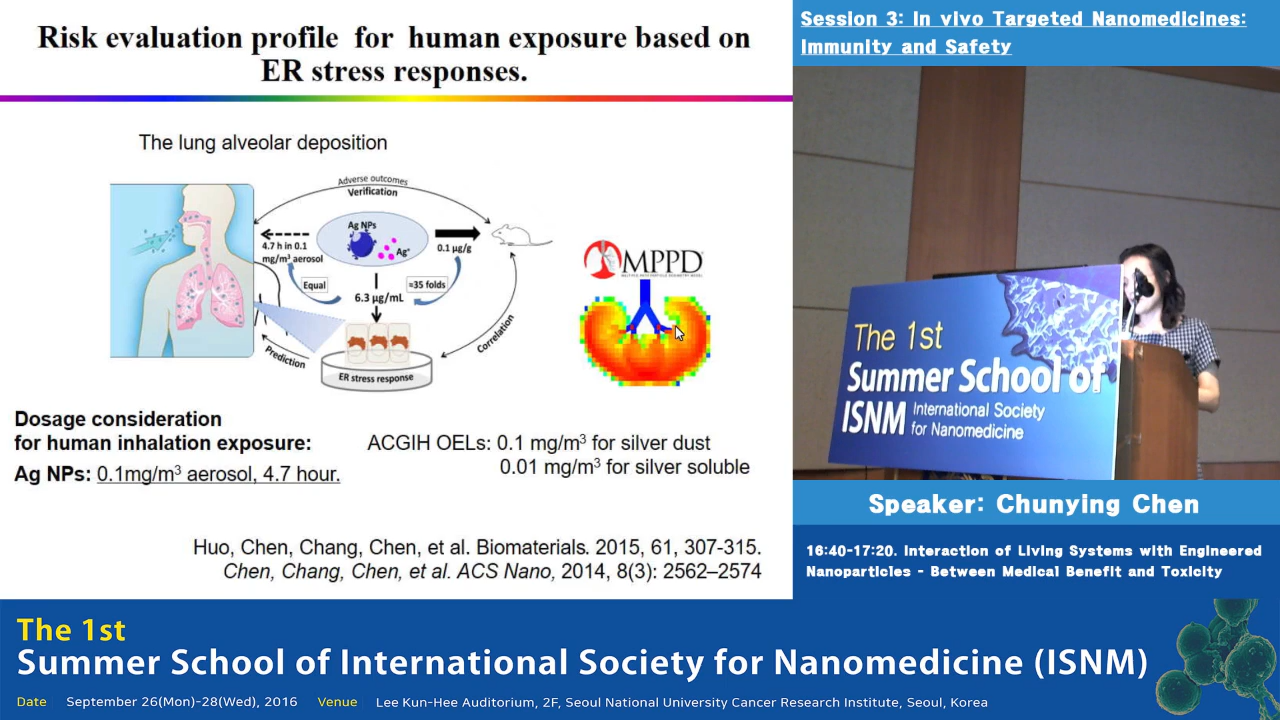 Risk evaluation profile for human exposure based on
ER stress responses.
The lung alveolar deposition
Adverse outcomes
Verification
Ag NPs
Ag⁺
4.7 h in 0.1
mg/m³ aerosol
0.1 µg/g
Equal
≈35 folds
6.3 µg/mL
Prediction
Correlation
ER stress response
MPPD
Dosage consideration
for human inhalation exposure:
Ag NPs: 0.1mg/m³ aerosol, 4.7 hour.
ACGIH OELs: 0.1 mg/m³ for silver dust
0.01 mg/m³ for silver soluble
Huo, Chen, Chang, Chen, et al. Biomaterials. 2015, 61, 307-315.
Chen, Chang, Chen, et al. ACS Nano, 2014, 8(3): 2562–2574
Session 3: In vivo Targeted Nanomedicines:
Immunity and Safety
The 1st
Summer School of
ISNM International Society
for Nanomedicine
Speaker: Chunying Chen
16:40-17:20. Interaction of Living Systems with Engineered
Nanoparticles - Between Medical Benefit and Toxicity
The 1st
Summer School of International Society for Nanomedicine (ISNM)
Date September 26(Mon)-28(Wed), 2016 Venue Lee Kun-Hee Auditorium, 2F, Seoul National University Cancer Research Institute, Seoul, Korea